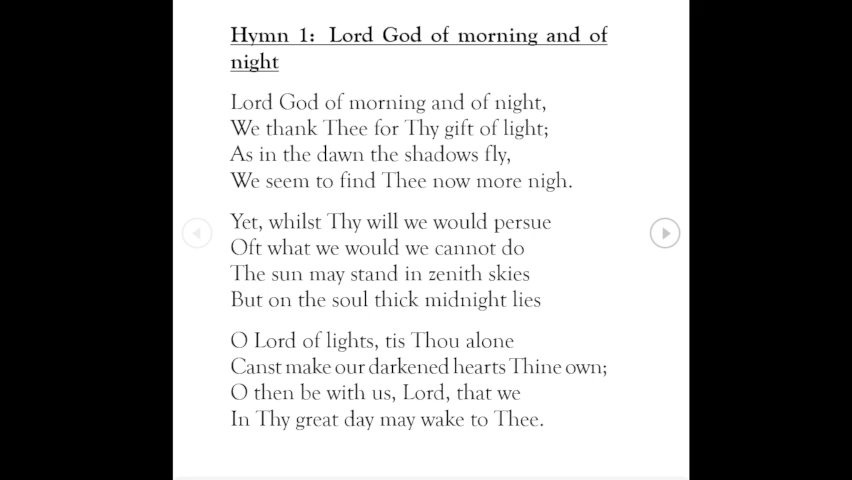 Hymn 1: Lord God of morning and of
night
Lord God of morning and of night,
We thank Thee for Thy gift of light;
As in the dawn the shadows fly,
We seem to find Thee now more nigh.
Yet, whilst Thy will we would persue
Oft what we would we cannot do
The sun may stand in zenith skies
But on the soul thick midnight lies
O Lord of lights, tis Thou alone
Canst make our darkened hearts Thine own;
O then be with us, Lord, that we
In Thy great day may wake to Thee.